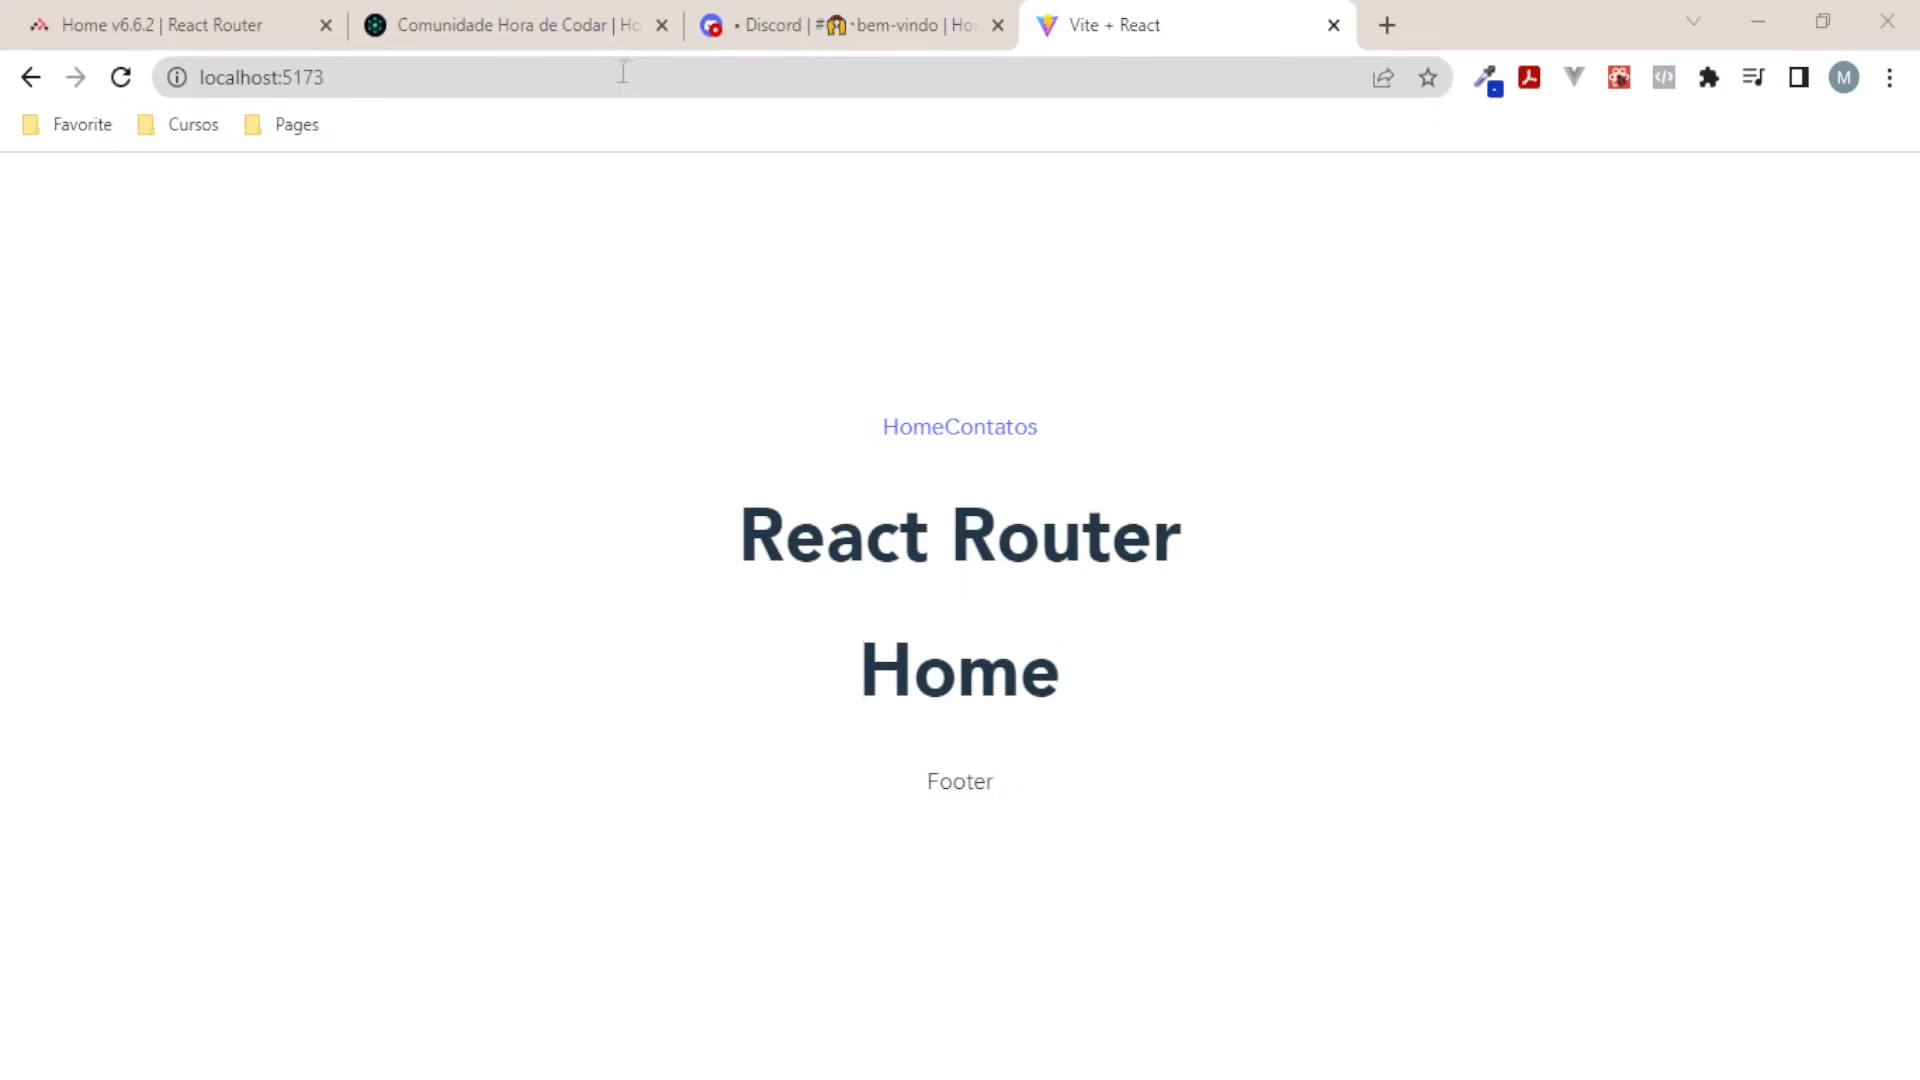 Home v6.6.2 | React Router
Comunidade Hora de Codar | Ho
• Discord | #🙌・bem-vindo | Hor
Vite + React
localhost:5173
M
Favorite
Cursos
Pages
HomeContatos
React Router
Home
Footer